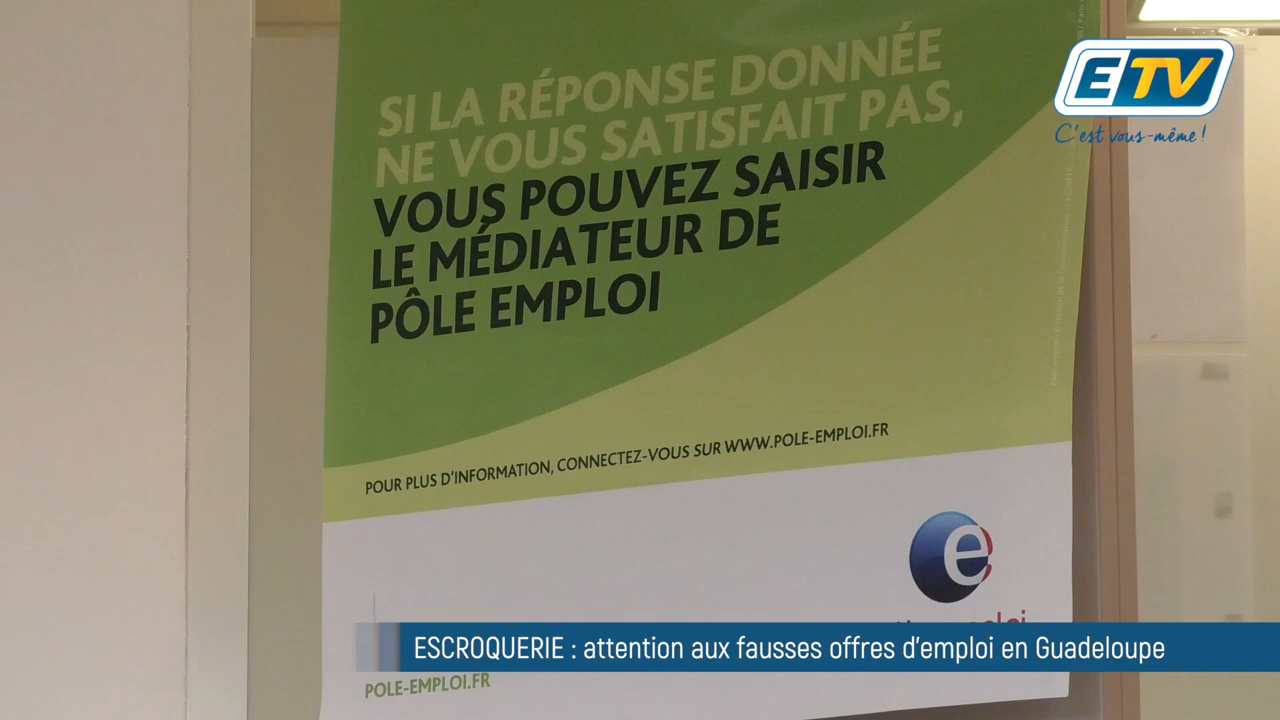 SI LA RÉPONSE DONNÉE
NE VOUS SATISFAIT PAS,
VOUS POUVEZ SAISIR
LE MÉDIATEUR DE
PÔLE EMPLOI
POUR PLUS D'INFORMATION, CONNECTEZ-VOUS SUR WWW.POLE-EMPLOI.FR
POLE-EMPLOI.FR
ETV
C'est vous-même !
ESCROQUERIE : attention aux fausses offres d'emploi en Guadeloupe